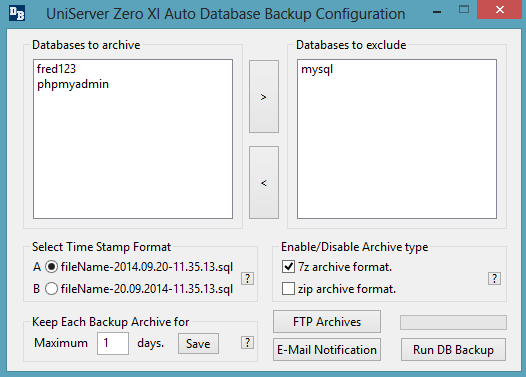 DB UniServer Zero XI Auto Database Backup Configuration
Databases to archive
Databases to exclude
fred123
phpmyadmin
mysql
>
<
Select Time Stamp Format
A fileName-2014.09.20-11.35.13.sql
B fileName-20.09.2014-11.35.13.sql
?
Enable/Disable Archive type
7z archive format.
zip archive format.
?
Keep Each Backup Archive for
Maximum 1 days. Save ?
FTP Archives
E-Mail Notification
Run DB Backup